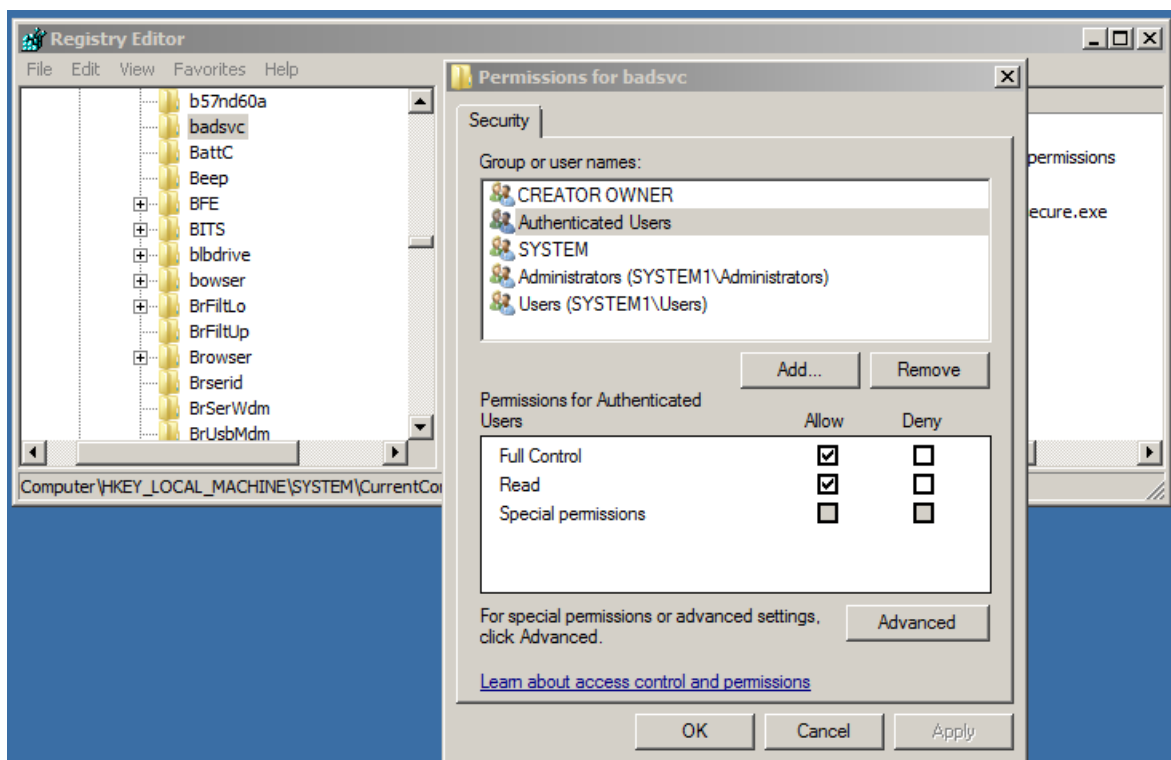 Registry Editor
File Edit View Favorites Help
b57nd60a
badsvc
BattC
Beep
BFE
BITS
blbdrive
bowser
BrFiltLo
BrFiltUp
Browser
Brserid
BrSerWdm
BrUsbMdm
Computer\HKEY_LOCAL_MACHINE\SYSTEM\CurrentCo
permissions
ecure.exe
Permissions for badsvc
Security
Group or user names:
CREATOR OWNER
Authenticated Users
SYSTEM
Administrators (SYSTEM1\Administrators)
Users (SYSTEM1\Users)
Add... Remove
Permissions for Authenticated
Users Allow Deny
Full Control
Read
Special permissions
For special permissions or advanced settings,
click Advanced.
Advanced
Learn about access control and permissions
OK Cancel Apply